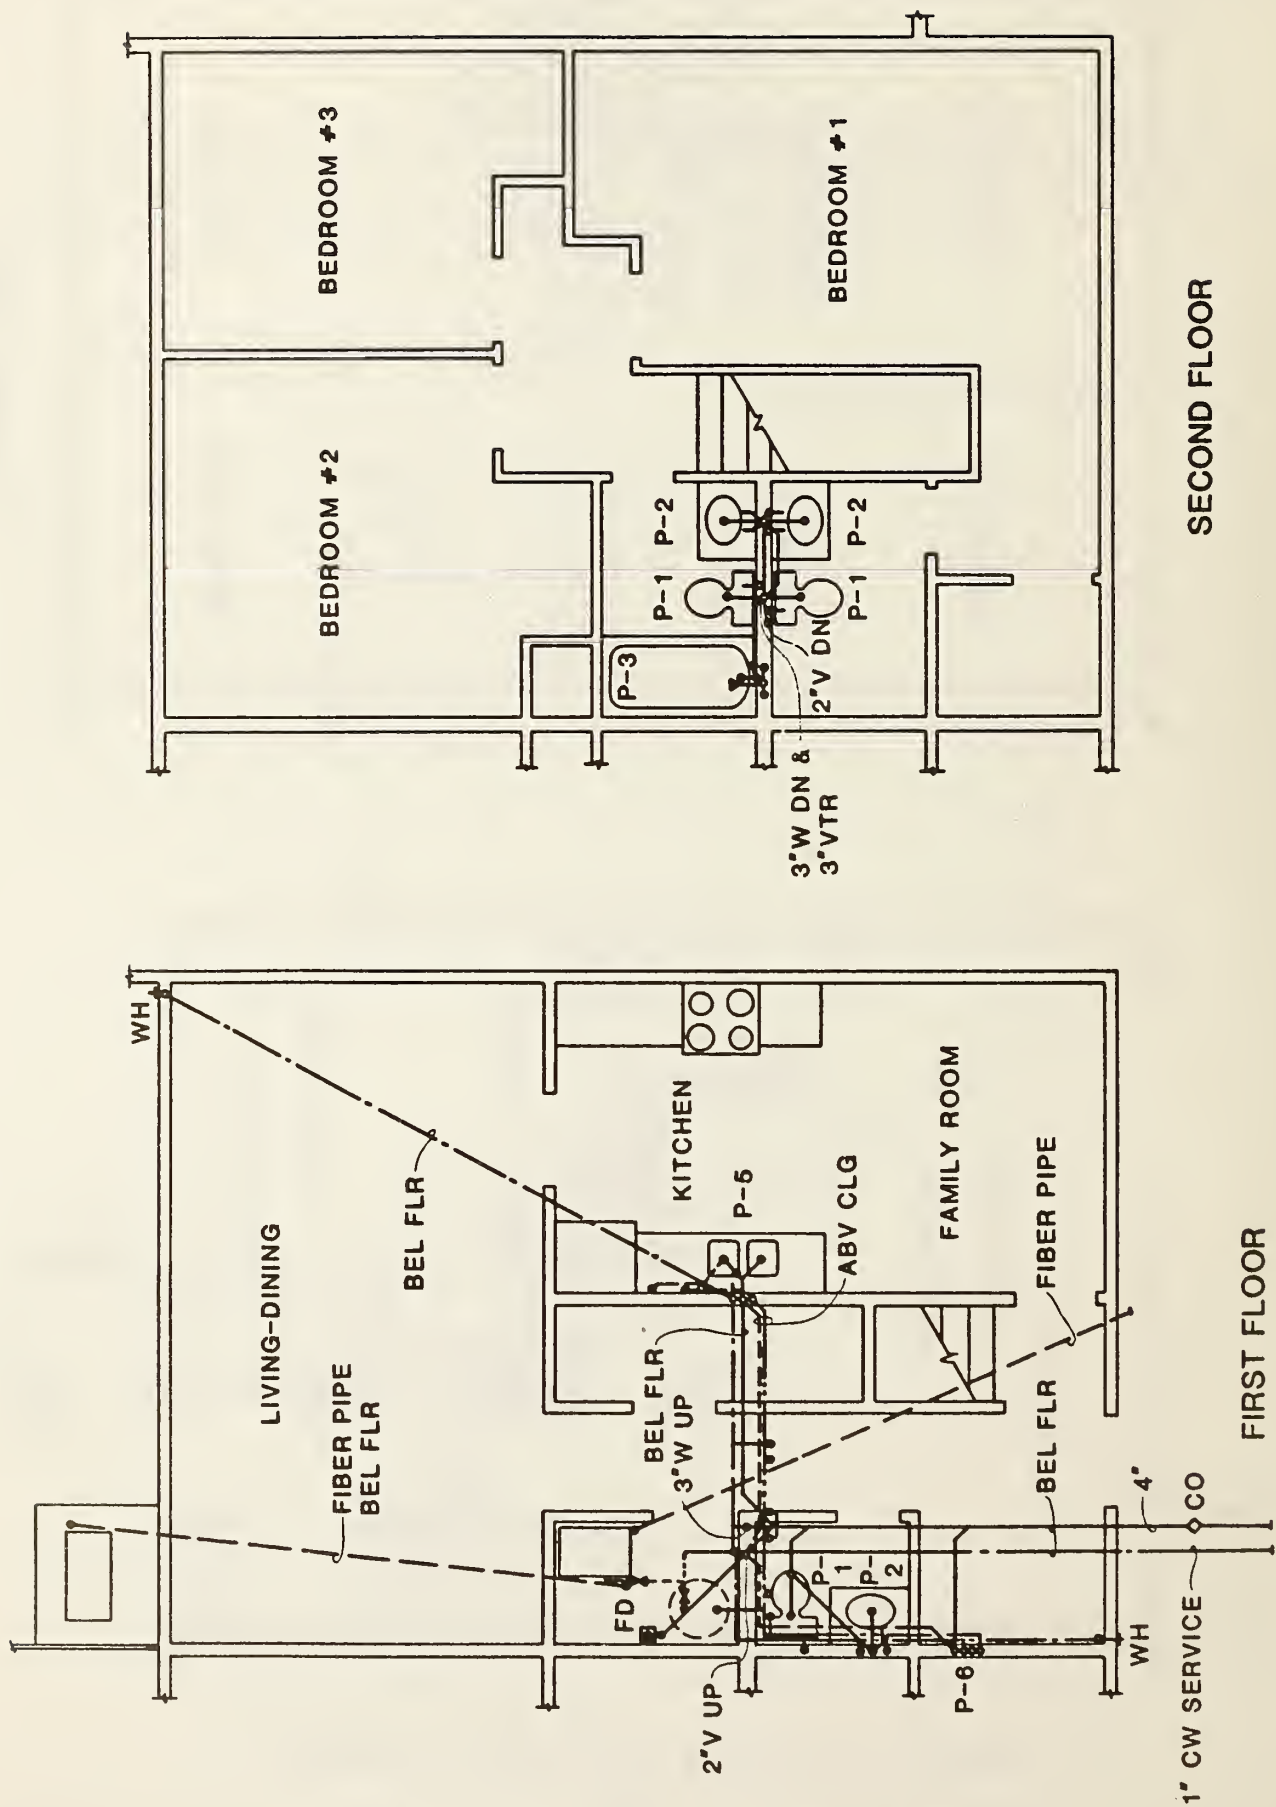 WH
LIVING-DINING
BEL FLR
FIBER PIPE
BEL FLR
KITCHEN
P-5
BEL FLR
3"W UP
ABV CLG
FAMILY ROOM
FIBER PIPE
FD
2"V UP
P-
1
P-
2
P-6
WH
BEL FLR
4"
CO
1" CW SERVICE
FIRST FLOOR
BEDROOM #2
BEDROOM #3
BEDROOM #1
P-3
P-1
P-2
P-1
P-2
2"V DN
3"W DN &
3"VTR
SECOND FLOOR